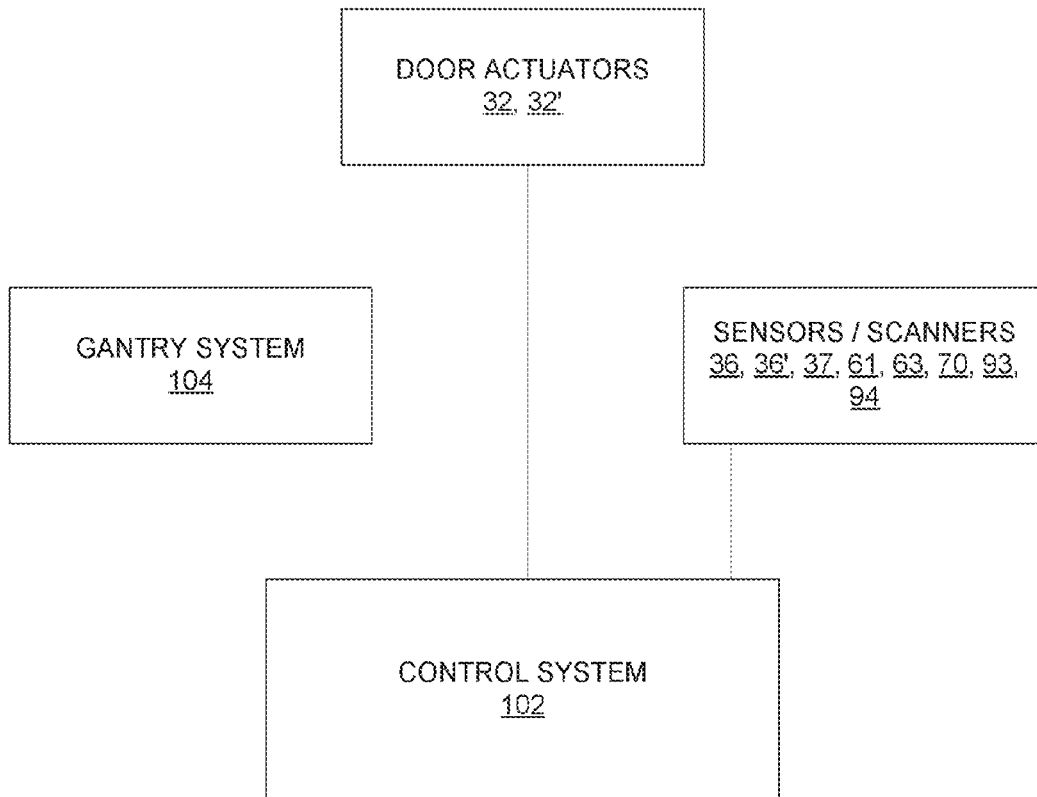 DOOR ACTUATORS
32, 32'
GANTRY SYSTEM
104
SENSORS / SCANNERS
36, 36', 37, 61, 63, 70, 93,
94
CONTROL SYSTEM
102